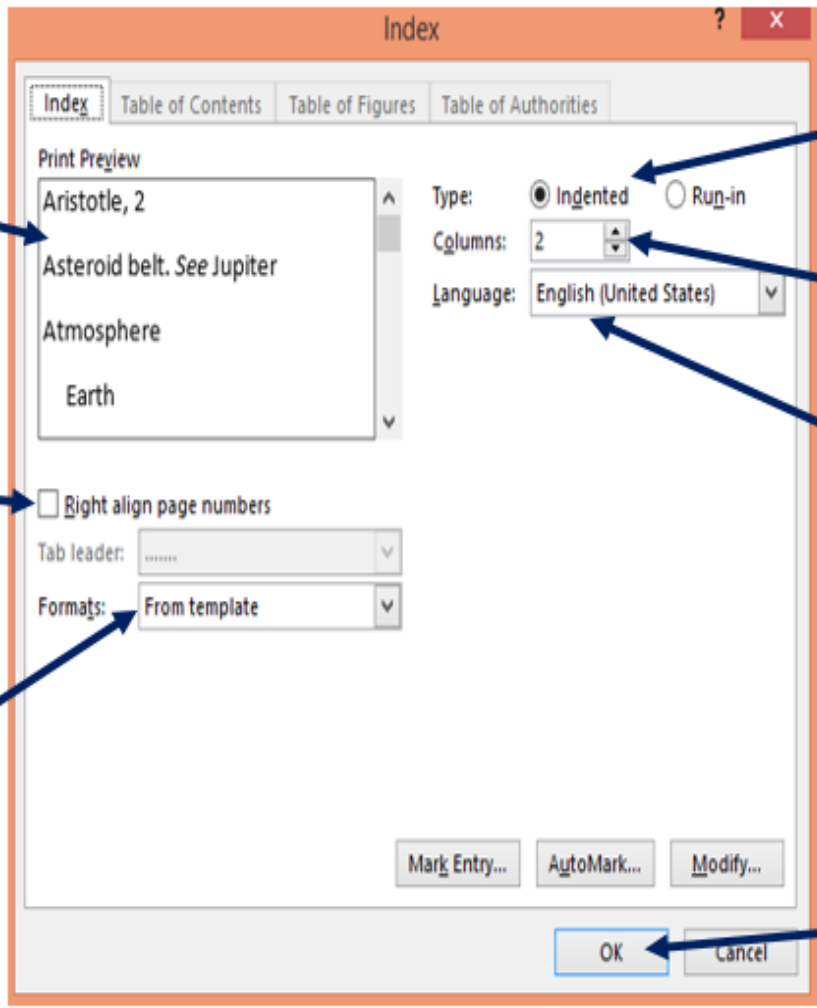 Index
? x
Index Table of Contents Table of Figures Table of Authorities
Print Preview
Aristotle, 2
Asteroid belt. See Jupiter
Atmosphere
Earth
Type: Indented Run-in
Columns: 2
Language: English (United States)
Right align page numbers
Tab leader: .......
Formats: From template
Mark Entry... AutoMark... Modify...
OK Cancel